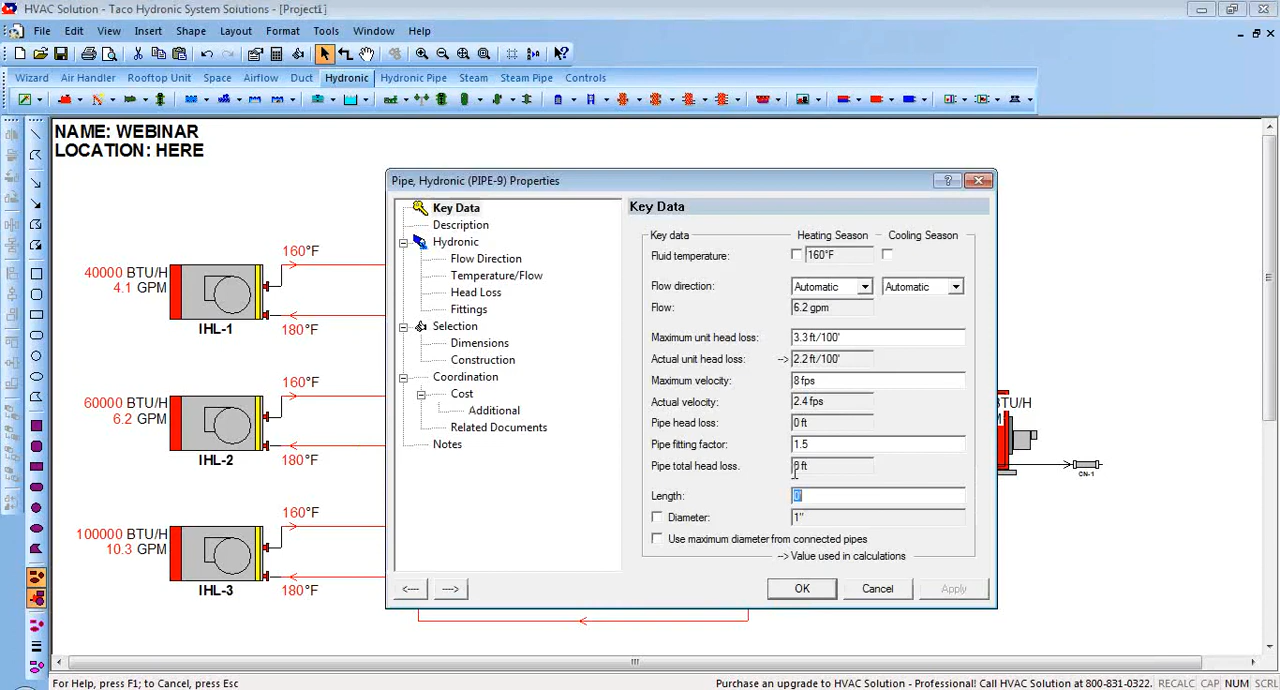 HVAC Solution - Taco Hydronic System Solutions - [Project1]
File Edit View Insert Shape Tools Layout Format Tools Window Help
Wizard Air Handler Rooftop Unit Space Airflow Duct Hydronic Hydronic Pipe Steam Steam Pipe Controls
NAME: WEBINAR
LOCATION: HERE
40000 BTU/H
4.1 GPM
160°F
180°F
IHL-1
60000 BTU/H
6.2 GPM
160°F
180°F
IHL-2
100000 BTU/H
10.3 GPM
160°F
180°F
IHL-3
Pipe, Hydronic (PIPE-9) Properties
Key Data
Description
Hydronic
Flow Direction
Temperature/Flow
Head Loss
Fittings
Selection
Dimensions
Construction
Coordination
Cost
Additional
Related Documents
Notes
Key Data
Key data Heating Season Cooling Season
Fluid temperature: 160°F
Flow direction: Automatic Automatic
Flow: 6.2 gpm
Maximum unit head loss: 3.3 ft/100'
Actual unit head loss: --> 2.2 ft/100'
Maximum velocity: 8 fps
Actual velocity: 2.4 fps
Pipe head loss: 0 ft
Pipe fitting factor: 1.5
Pipe total head loss. 0 ft
Length: 0'
Diameter: 1"
Use maximum diameter from connected pipes
--> Value used in calculations
<--- ---> OK Cancel Apply
BTU/H
CN-1
For Help, press F1; to Cancel, press Esc
Purchase an upgrade to HVAC Solution - Professional! Call HVAC Solution at 800-831-0322. RECALC CAP NUM SCRL